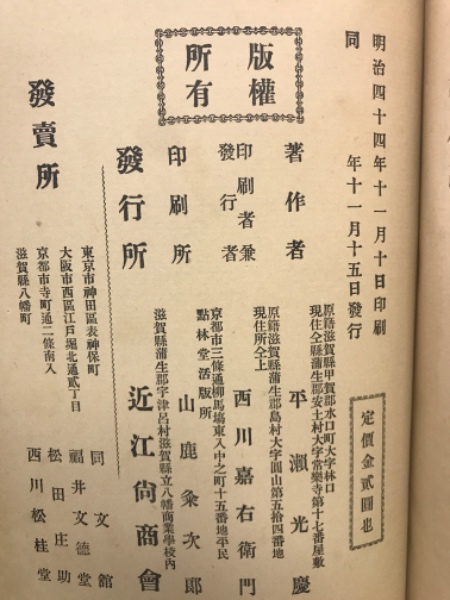 明治四十四年十一月十日印刷
同年十一月十五日發行
定價金貳圓也
版權
所有
著作者
原籍滋賀縣甲賀郡水口町大字林口
現住仝縣蒲生郡安土村大字常樂寺第十七番屋敷
平瀬光慶
印刷者兼
發行者
原籍滋賀縣蒲生郡島村大字圓山第五拾四番地
現住所仝上
西川嘉右衛門
印刷所
京都市三條通柳馬塲東入中之町十五番地平民
點林堂活版所
山鹿粂次郎
發行所
滋賀縣蒲生郡宇津呂村滋賀縣立八幡商業學校內
近江尙商會
發賣所
東京市神田區表神保町
同文館
大阪市西區江戸堀北通貳丁目
福井文德堂
京都市寺町通二條南入
松田庄助
滋賀縣八幡町
西川松桂堂